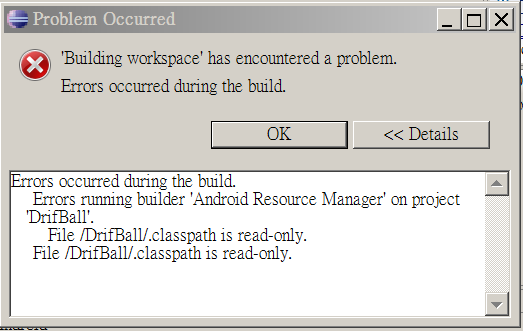 Problem Occurred
'Building workspace' has encountered a problem.
Errors occurred during the build.
OK
<< Details
Errors occurred during the build.
Errors running builder 'Android Resource Manager' on project
'DrifBall'.
File /DrifBall/.classpath is read-only.
File /DrifBall/.classpath is read-only.